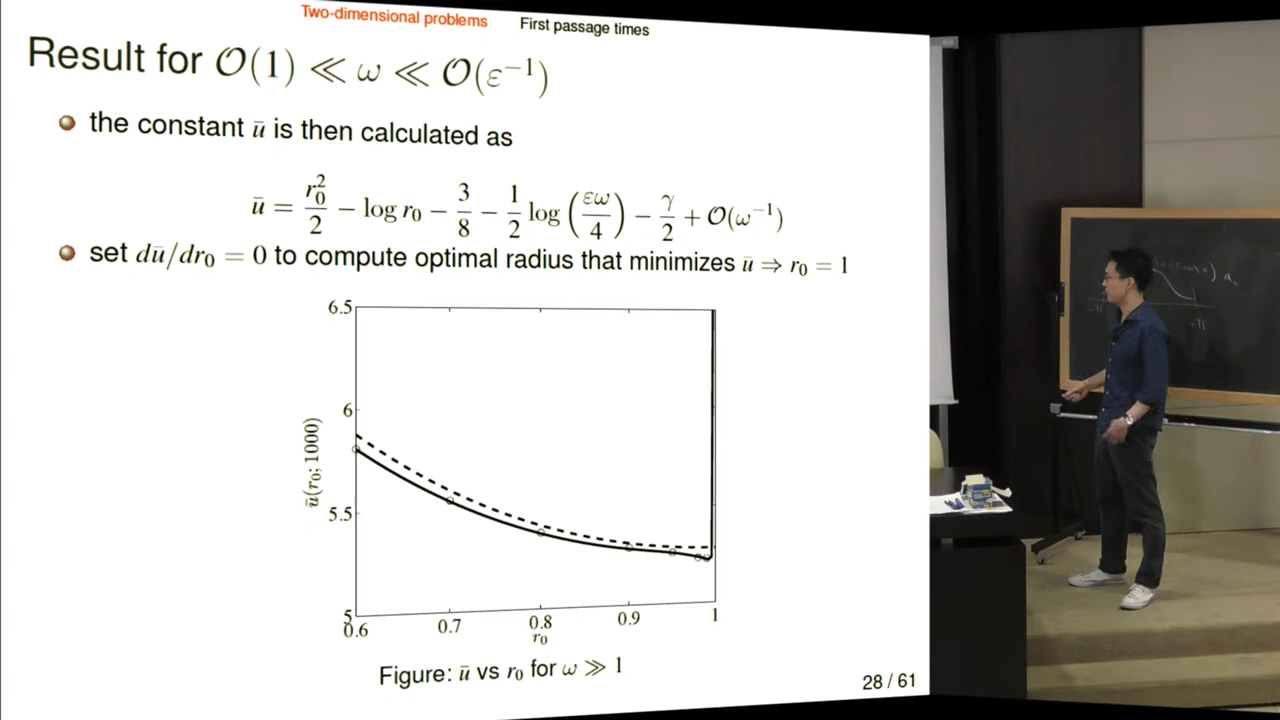 Two-dimensional problems First passage times
Result for O(1) ≪ ω ≪ O(ε⁻¹)
the constant ū is then calculated as
ū = r₀²/2 − log r₀ − 3/8 − 1/2 log (εω/4) − γ/2 + O(ω⁻¹)
set dū/dr₀ = 0 to compute optimal radius that minimizes ū ⇒ r₀ = 1
6.5
6
5.5
5
ū(r₀; 1000)
0.6 0.7 0.8 0.9 1
r₀
Figure: ū vs r₀ for ω ≫ 1
28 / 61
−π
+π